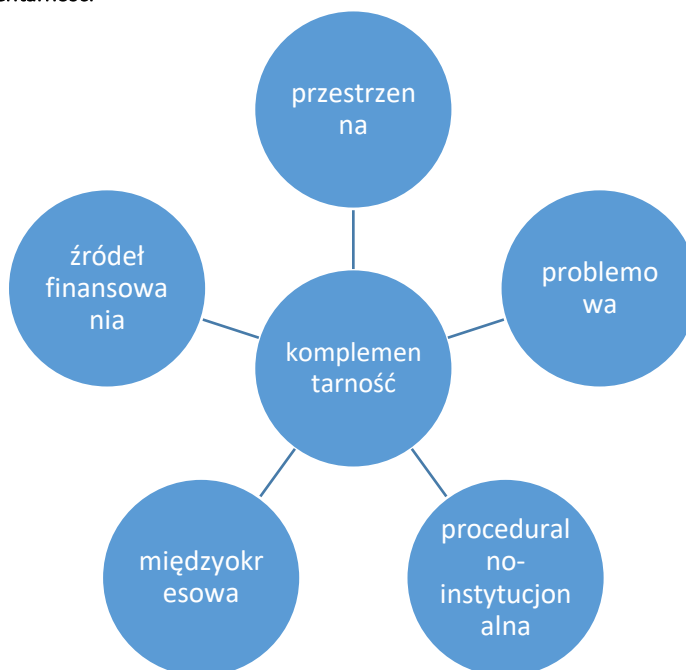 przestrzen
na
źródeł
finansowa
nia
problemo
wa
komplemen
tarność
międzyokr
esowa
procedural
no-
instytucjon
alna